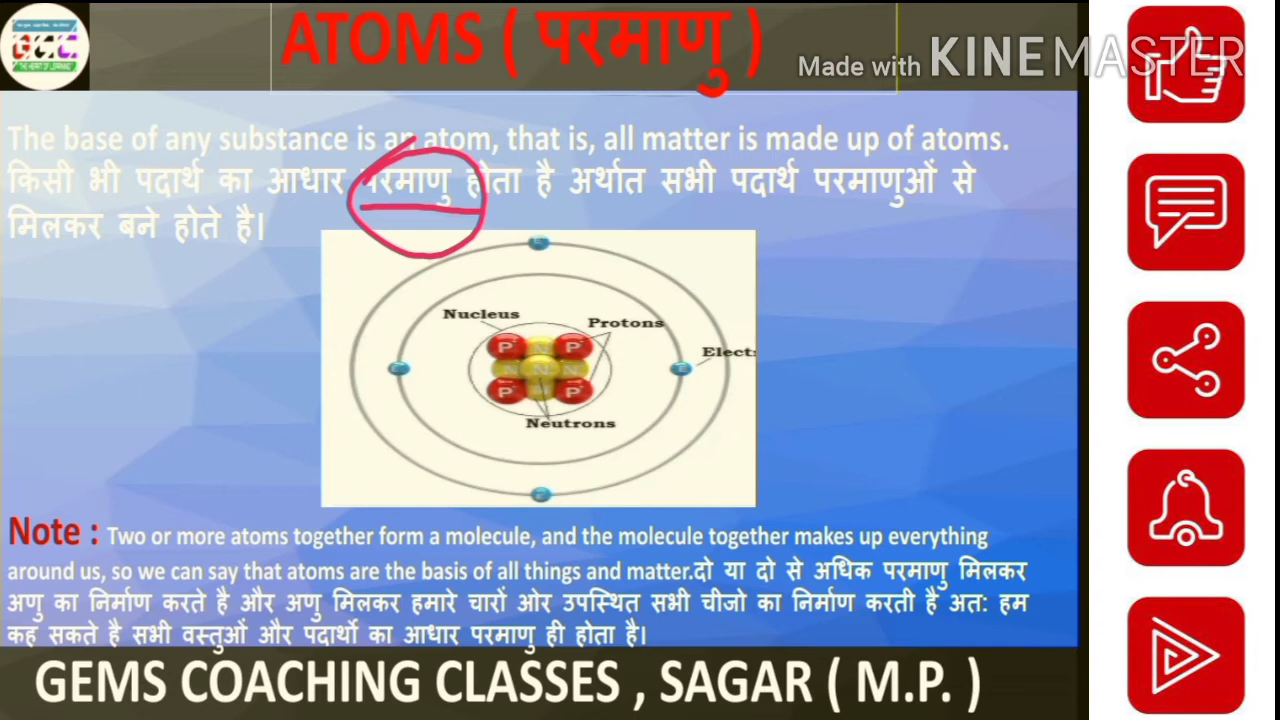 ATOMS ( परमाणु )
Made with KINEMASTER
The base of any substance is an atom, that is, all matter is made up of atoms.
किसी भी पदार्थ का आधार परमाणु होता है अर्थात सभी पदार्थ परमाणुओं से
मिलकर बने होते है।
E
Nucleus
Protons
P P
N
Elect
E N N N E
P P
Neutrons
E
Note : Two or more atoms together form a molecule, and the molecule together makes up everything
around us, so we can say that atoms are the basis of all things and matter.दो या दो से अधिक परमाणु मिलकर
अणु का निर्माण करते है और अणु मिलकर हमारे चारों ओर उपस्थित सभी चीजो का निर्माण करती है अत: हम
कह सकते है सभी वस्तुओं और पदार्थो का आधार परमाणु ही होता है।
GEMS COACHING CLASSES , SAGAR ( M.P. )